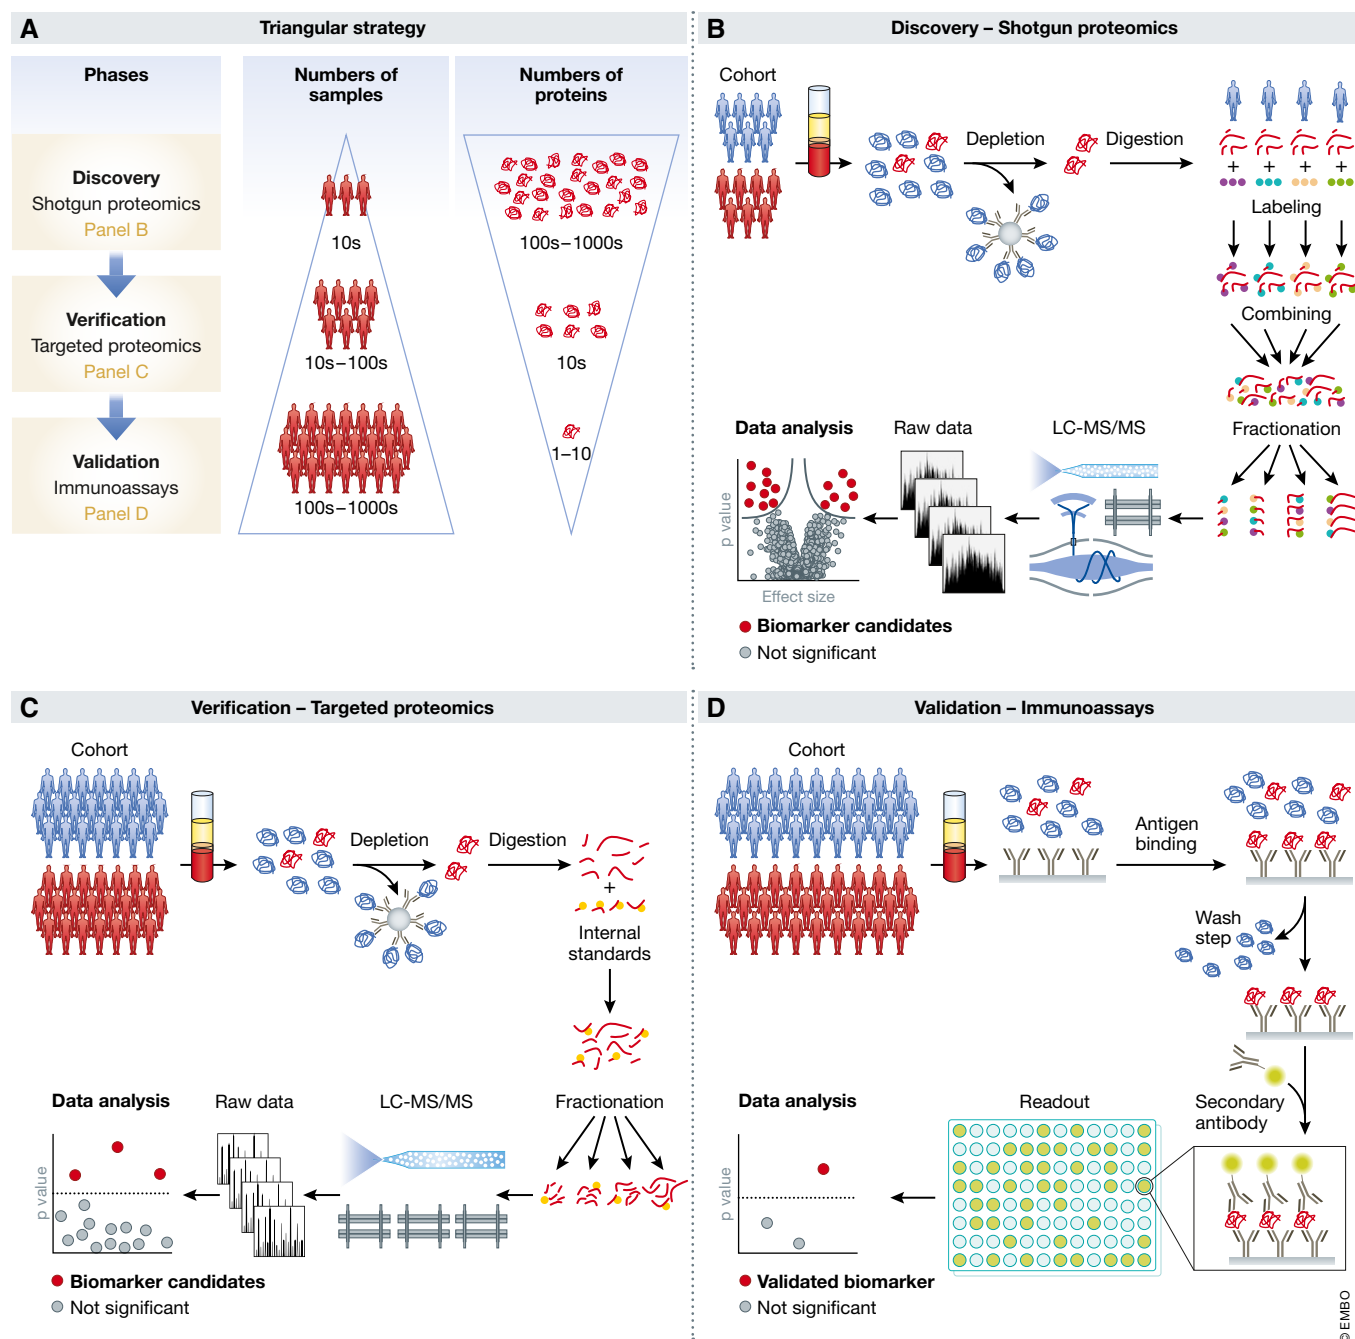 A
Triangular strategy
Phases
Numbers of
samples
Numbers of
proteins
Discovery
Shotgun proteomics
Panel B
10s
100s–1000s
Verification
Targeted proteomics
Panel C
10s–100s
10s
Validation
Immunoassays
Panel D
100s–1000s
1–10
B
Discovery – Shotgun proteomics
Cohort
Depletion
Digestion
+ + + +
Labeling
Combining
Fractionation
LC-MS/MS
Raw data
Data analysis
p value
Effect size
Biomarker candidates
Not significant
C
Verification – Targeted proteomics
Cohort
Depletion
Digestion
+
Internal
standards
Fractionation
LC-MS/MS
Raw data
Data analysis
p value
Biomarker candidates
Not significant
D
Validation – Immunoassays
Cohort
Antigen
binding
Wash
step
Secondary
antibody
Readout
Data analysis
p value
Validated biomarker
Not significant
© EMBO